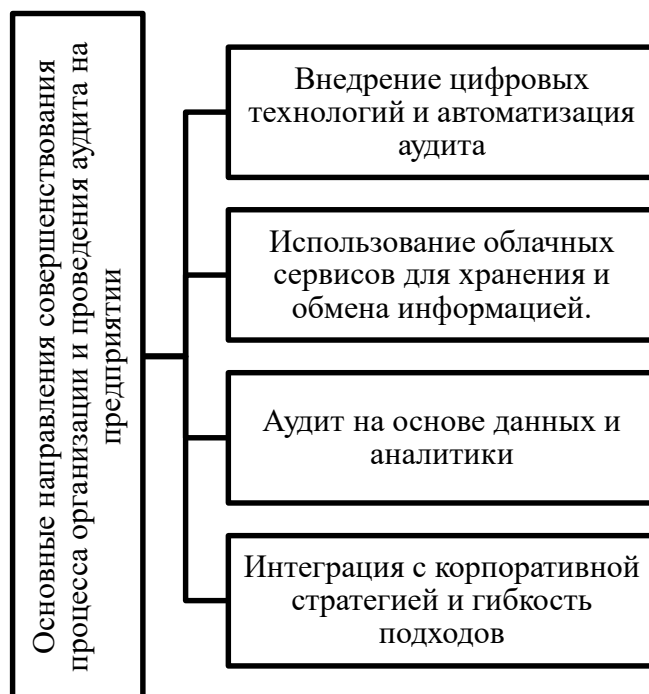 Основные направления совершенствования
процесса организации и проведения аудита на
предприятии
Внедрение цифровых
технологий и автоматизация
аудита
Использование облачных
сервисов для хранения и
обмена информацией.
Аудит на основе данных и
аналитики
Интеграция с корпоративной
стратегией и гибкость
подходов